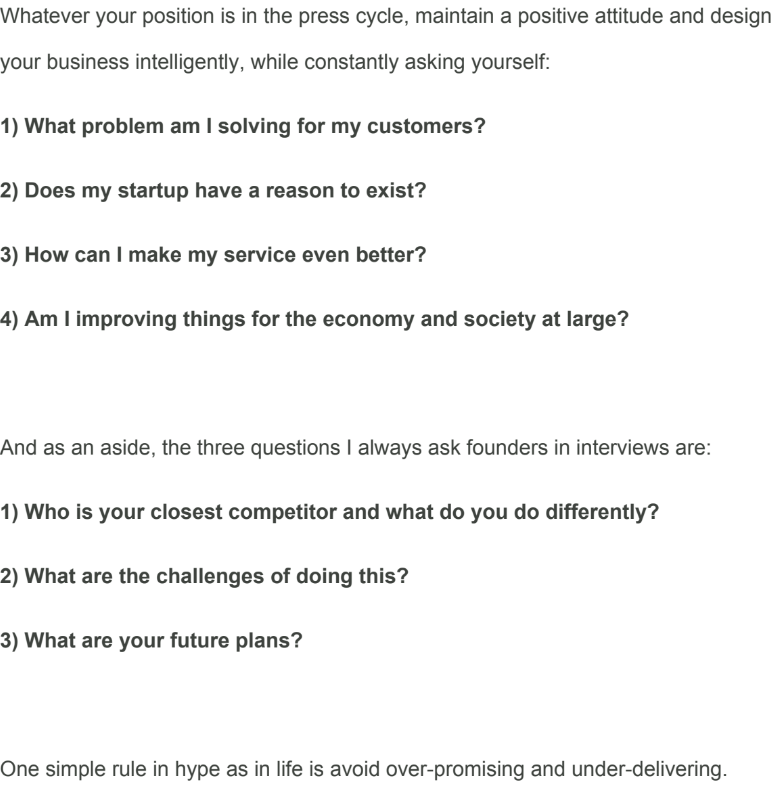 Whatever your position is in the press cycle, maintain a positive attitude and design
your business intelligently, while constantly asking yourself:
1) What problem am I solving for my customers?
2) Does my startup have a reason to exist?
3) How can I make my service even better?
4) Am I improving things for the economy and society at large?
And as an aside, the three questions I always ask founders in interviews are:
1) Who is your closest competitor and what do you do differently?
2) What are the challenges of doing this?
3) What are your future plans?
One simple rule in hype as in life is avoid over-promising and under-delivering.